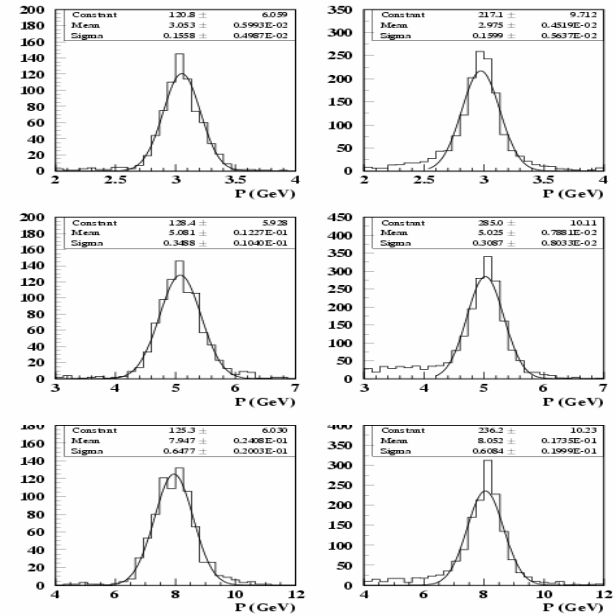 200
180
160
140
120
100
80
60
40
20
0
Constant 120.8 ± 6.059
Mean 3.053 ± 0.5993E-02
Sigma 0.1558 ± 0.4987E-02
2 2.5 3 3.5 4
P (GeV)
350
300
250
200
150
100
50
0
Constant 217.1 ± 9.712
Mean 2.975 ± 0.4519E-02
Sigma 0.1599 ± 0.5637E-02
2 2.5 3 3.5 4
P (GeV)
200
180
160
140
120
100
80
60
40
20
0
Constant 128.4 ± 5.928
Mean 5.081 ± 0.1227E-01
Sigma 0.3488 ± 0.1040E-01
3 4 5 6 7
P (GeV)
450
400
350
300
250
200
150
100
50
0
Constant 285.0 ± 10.11
Mean 5.025 ± 0.7881E-02
Sigma 0.3087 ± 0.8033E-02
3 4 5 6 7
P (GeV)
180
160
140
120
100
80
60
40
20
0
Constant 125.3 ± 6.030
Mean 7.947 ± 0.2408E-01
Sigma 0.6477 ± 0.2003E-01
4 6 8 10 12
P (GeV)
400
350
300
250
200
150
100
50
0
Constant 236.2 ± 10.23
Mean 8.052 ± 0.1735E-01
Sigma 0.6084 ± 0.1999E-01
4 6 8 10 12
P (GeV)